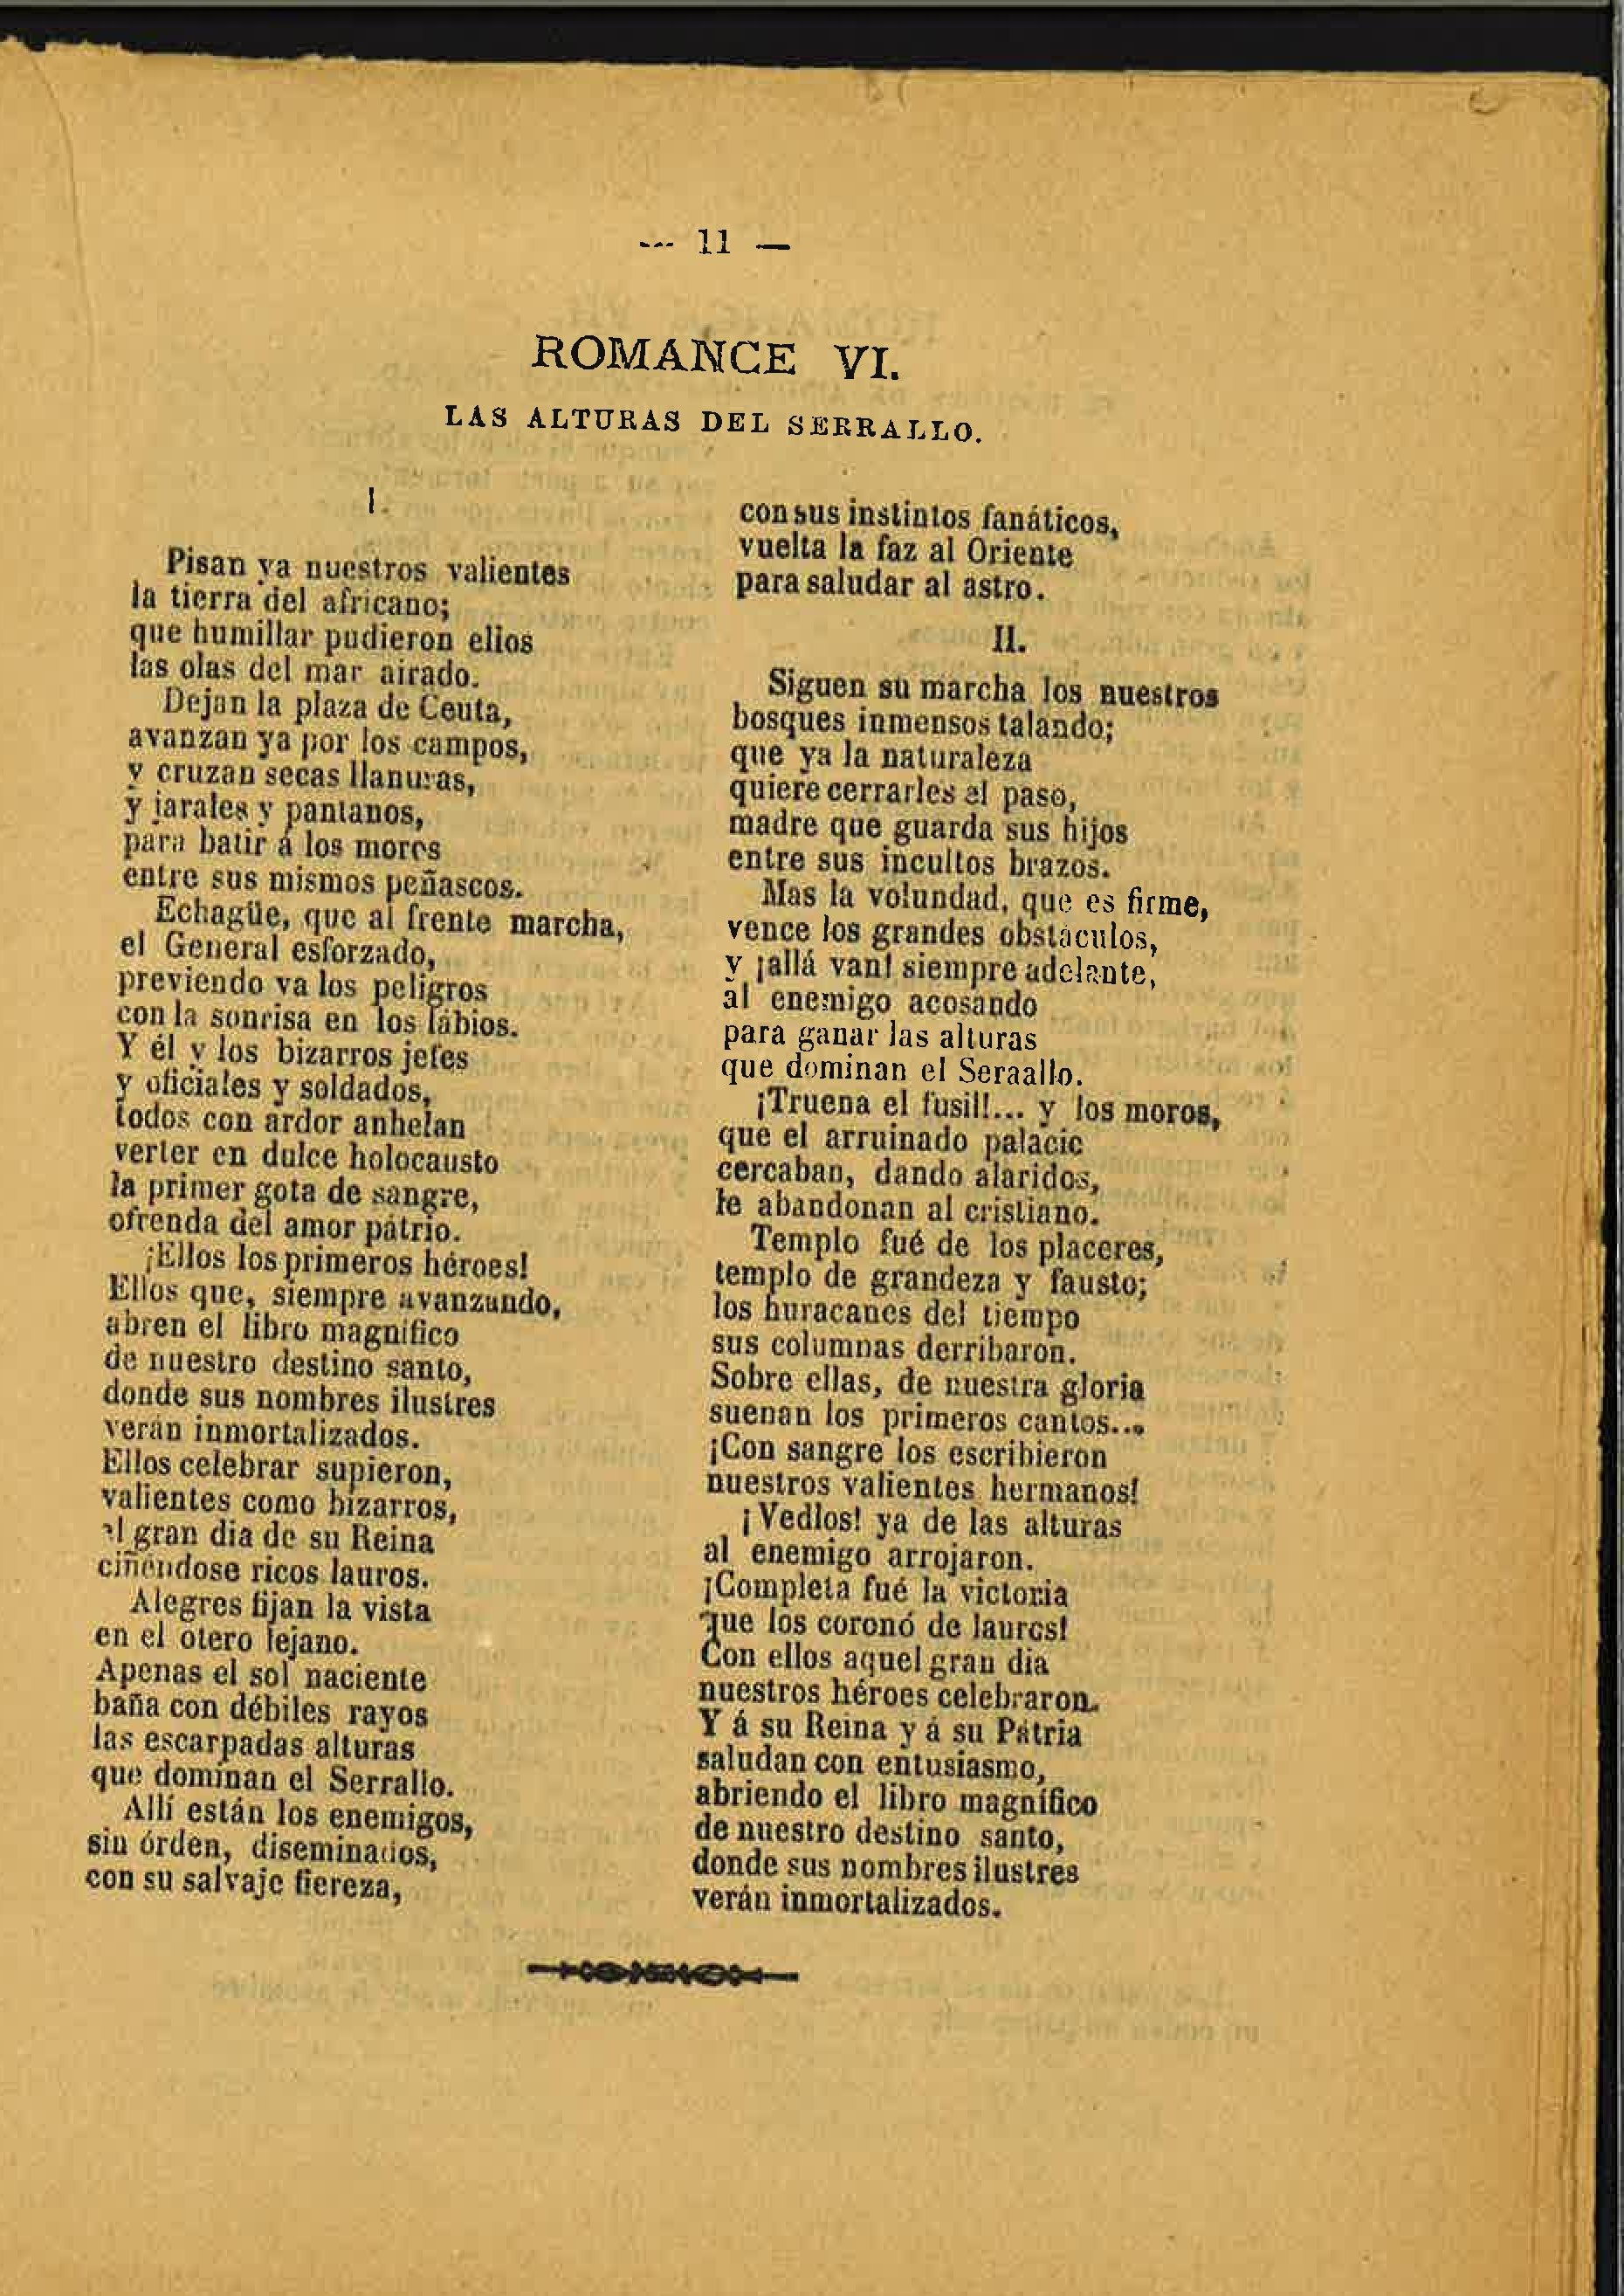 --- 11 —
ROMANCE VI.
LAS ALTURAS DEL SERRALLO.
I.
Pisan ya nuestros valientes
la tierra del africano;
que humillar pudieron ellos
las olas del mar airado.
Dejan la plaza de Ceuta,
avanzan ya por los campos,
y cruzan secas llanuras,
y jarales y pantanos,
para batir á los moros
entre sus mismos peñascos.
Echagüe, que al frente marcha,
el General esforzado,
previendo va los peligros
con la sonrisa en los lábios.
Y él y los bizarros jefes
y oficiales y soldados,
todos con ardor anhelan
verter en dulce holocausto
la primer gota de sangre,
ofrenda del amor pátrio.
¡Ellos los primeros héroes!
Ellos que, siempre avanzando,
abren el libro magnífico
de nuestro destino santo,
donde sus nombres ilustres
verán inmortalizados.
Ellos celebrar supieron,
valientes como bizarros,
el gran dia de su Reina
ciñéndose ricos lauros.
Alegres fijan la vista
en el otero lejano.
Apenas el sol naciente
baña con débiles rayos
las escarpadas alturas
que dominan el Serrallo.
Allí están los enemigos,
sin órden, diseminados,
con su salvaje fiereza,
con sus instintos fanáticos,
vuelta la faz al Oriente
para saludar al astro.
II.
Siguen su marcha los nuestros
bosques inmensos talando;
que ya la naturaleza
quiere cerrarles el paso,
madre que guarda sus hijos
entre sus incultos brazos.
Mas la volundad, que es firme,
vence los grandes obstáculos,
y ¡allá van! siempre adelante,
al enemigo acosando
para ganar las alturas
que dominan el Seraallo.
¡Truena el fusil!... y los moros,
que el arruinado palacio
cercaban, dando alaridos,
le abandonan al cristiano.
Templo fué de los placeres,
templo de grandeza y fausto;
los huracanes del tiempo
sus columnas derribaron.
Sobre ellas, de nuestra gloria
suenan los primeros cantos...
¡Con sangre los escribieron
nuestros valientes hermanos!
¡Vedlos! ya de las alturas
al enemigo arrojaron.
¡Completa fué la victoria
que los coronó de lauros!
Con ellos aquel gran dia
nuestros héroes celebraron.
Y á su Reina y á su Pátria
saludan con entusiasmo,
abriendo el libro magnífico
de nuestro destino santo,
donde sus nombres ilustres
verán inmortalizados.